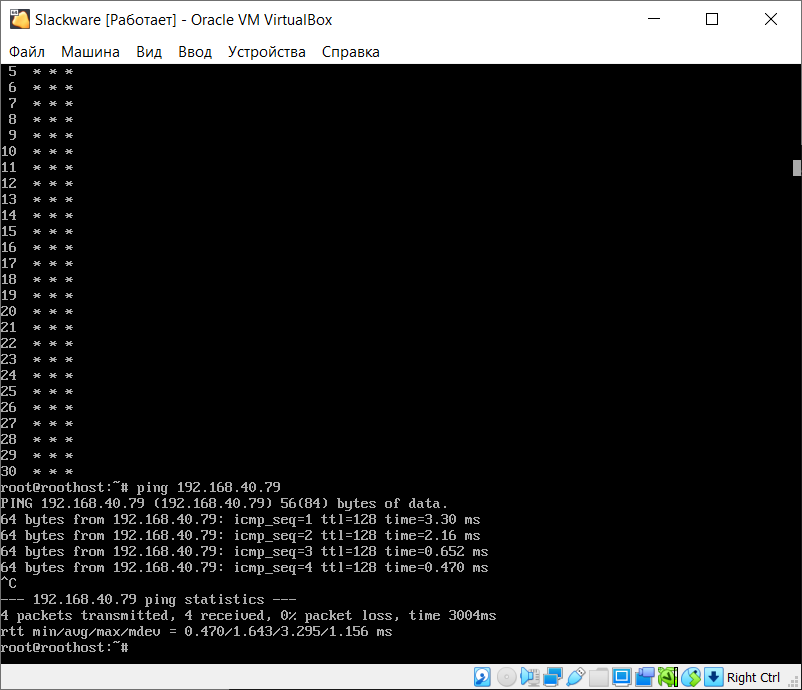 Slackware [Работает] - Oracle VM VirtualBox
Файл Машина Вид Ввод Устройства Справка
5 * * *
6 * * *
7 * * *
8 * * *
9 * * *
10 * * *
11 * * *
12 * * *
13 * * *
14 * * *
15 * * *
16 * * *
17 * * *
18 * * *
19 * * *
20 * * *
21 * * *
22 * * *
23 * * *
24 * * *
25 * * *
26 * * *
27 * * *
28 * * *
29 * * *
30 * * *
root@roothost:~# ping 192.168.40.79
PING 192.168.40.79 (192.168.40.79) 56(84) bytes of data.
64 bytes from 192.168.40.79: icmp_seq=1 ttl=128 time=3.30 ms
64 bytes from 192.168.40.79: icmp_seq=2 ttl=128 time=2.16 ms
64 bytes from 192.168.40.79: icmp_seq=3 ttl=128 time=0.652 ms
64 bytes from 192.168.40.79: icmp_seq=4 ttl=128 time=0.470 ms
^C
--- 192.168.40.79 ping statistics ---
4 packets transmitted, 4 received, 0% packet loss, time 3004ms
rtt min/avg/max/mdev = 0.470/1.643/3.295/1.156 ms
root@roothost:~#
Right Ctrl